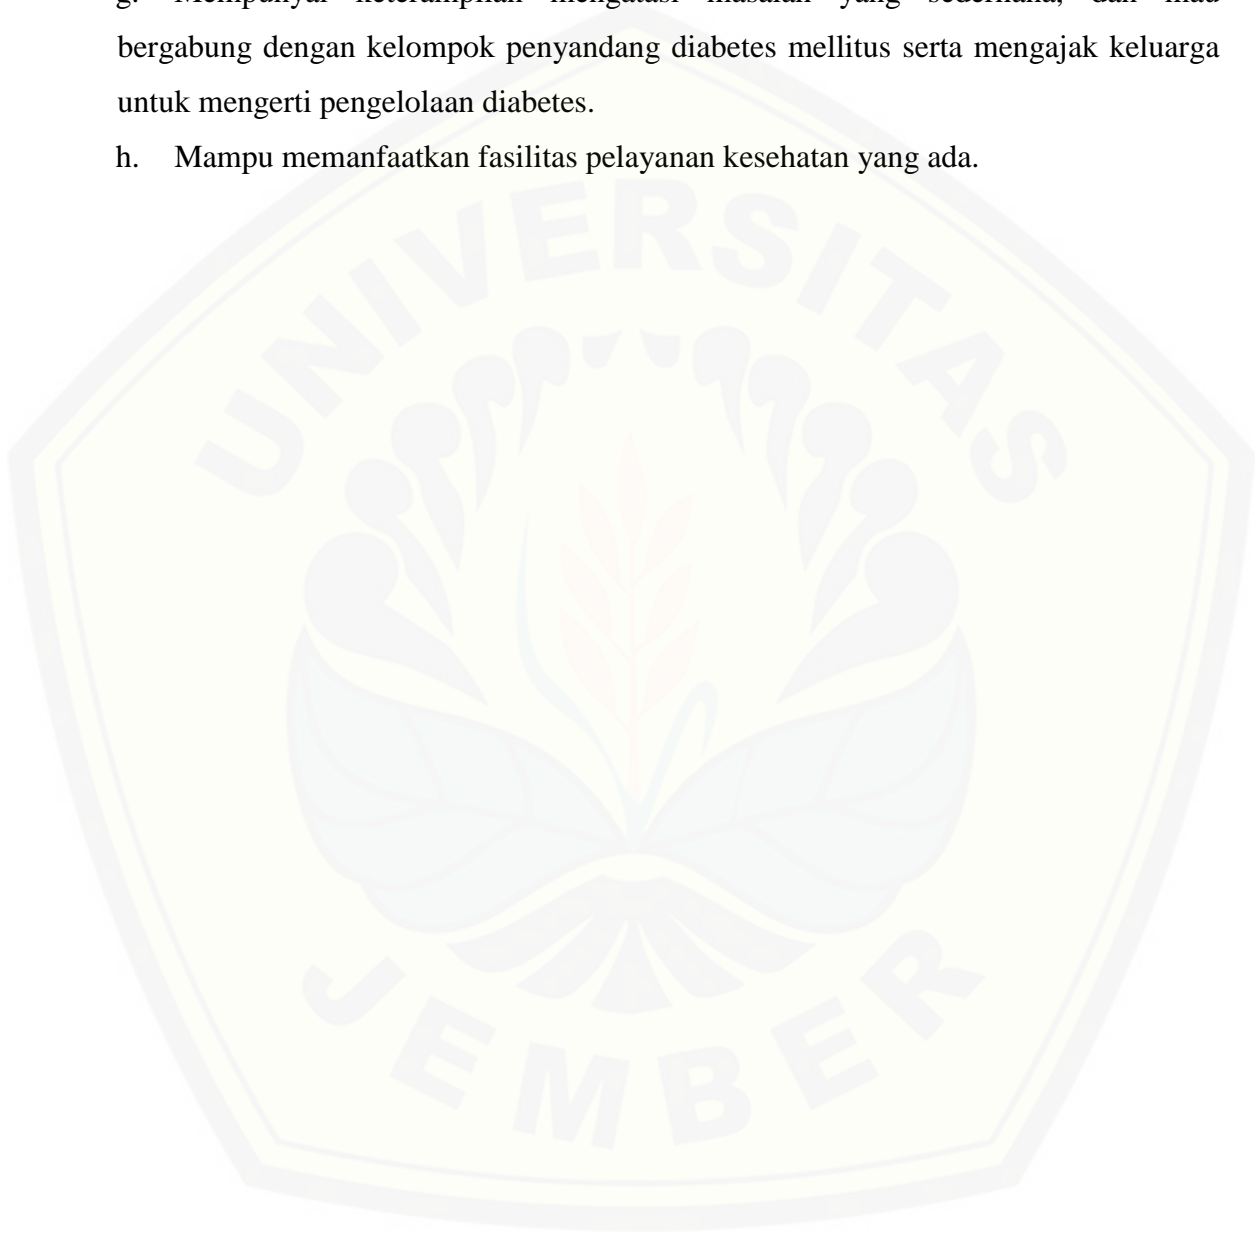 g. Mempunyai keterampilan mengatasi masalah yang sederhana, dan mau
bergabung dengan kelompok penyandang diabetes mellitus serta mengajak keluarga
untuk mengerti pengelolaan diabetes.
h. Mampu memanfaatkan fasilitas pelayanan kesehatan yang ada.
UNIVERSITAS
JEMBER